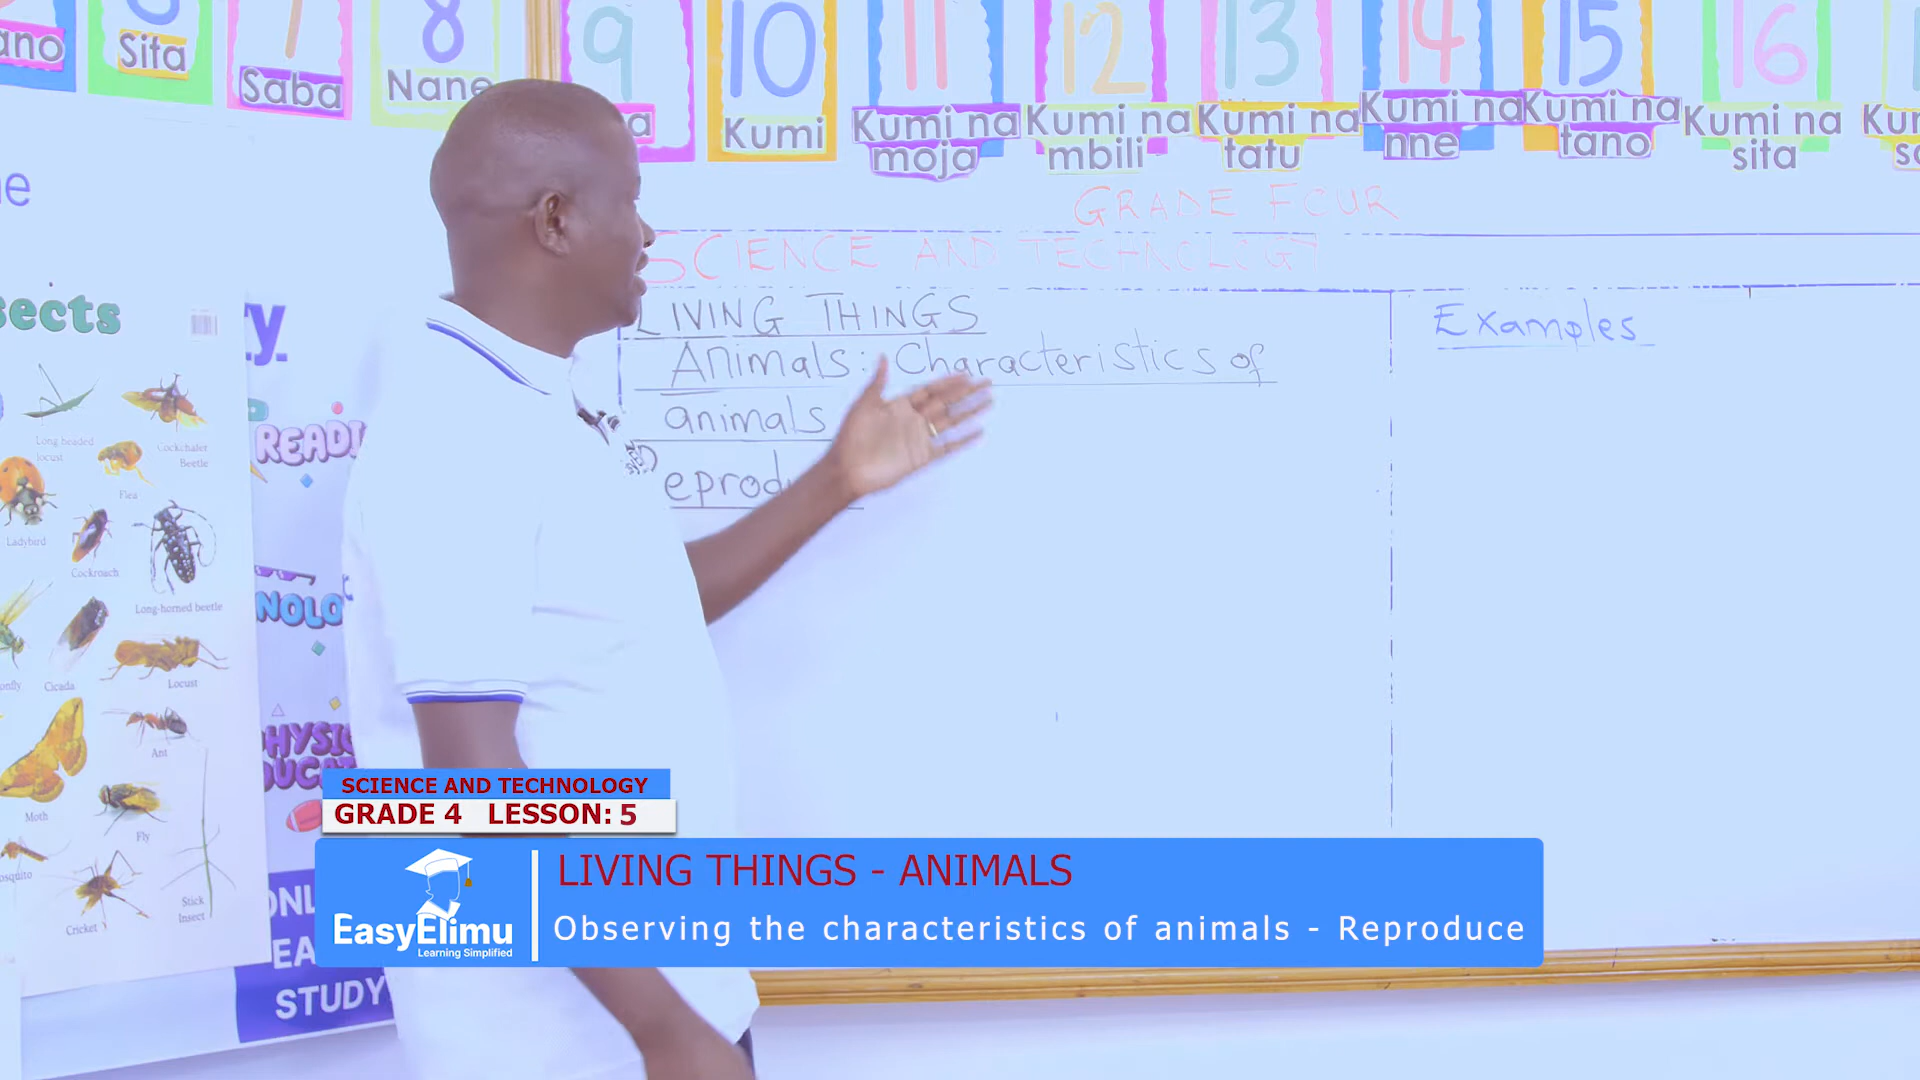 Sita
Saba
Nane
9
10
Kumi
11
Kumi na
moja
12
Kumi na
mbili
13
Kumi na
tatu
14
Kumi na
nne
15
Kumi na
tano
16
Kumi na
sita
GRADE FOUR
SCIENCE AND TECHNOLOGY
LIVING THINGS
Animals: Characteristics of
animals
Examples
Long headed
locust
Cockchafer
Beetle
Flea
Ladybird
Cockroach
Long-horned beetle
Cicada
Locust
Ant
Moth
Fly
Cricket
Stick
Insect
STUDY
SCIENCE AND TECHNOLOGY
GRADE 4 LESSON: 5
LIVING THINGS - ANIMALS
Observing the characteristics of animals - Reproduce
EasyElimu
Learning Simplified